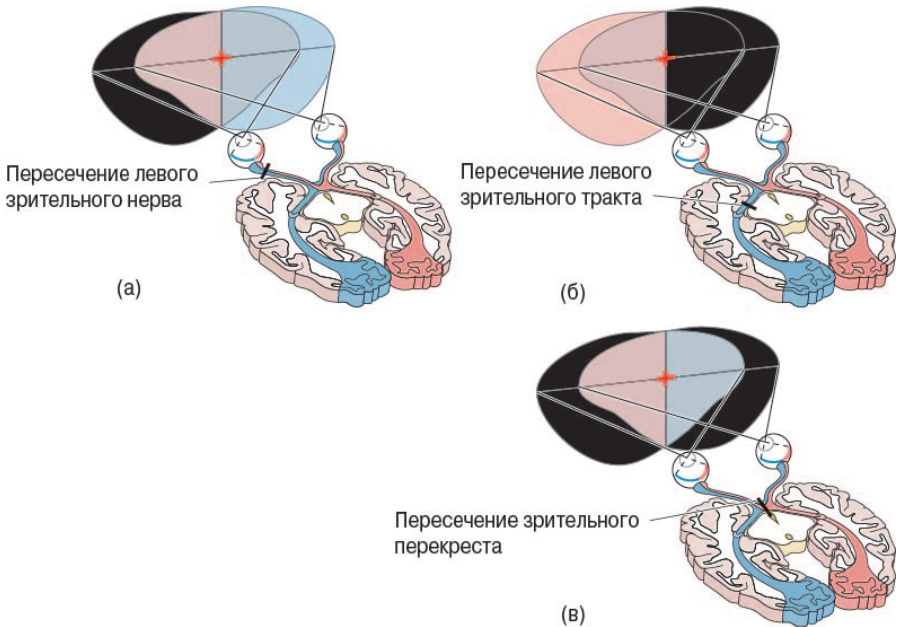 Пересечение левого
зрительного нерва
(а)
Пересечение левого
зрительного тракта
(б)
Пересечение зрительного
перекреста
(в)